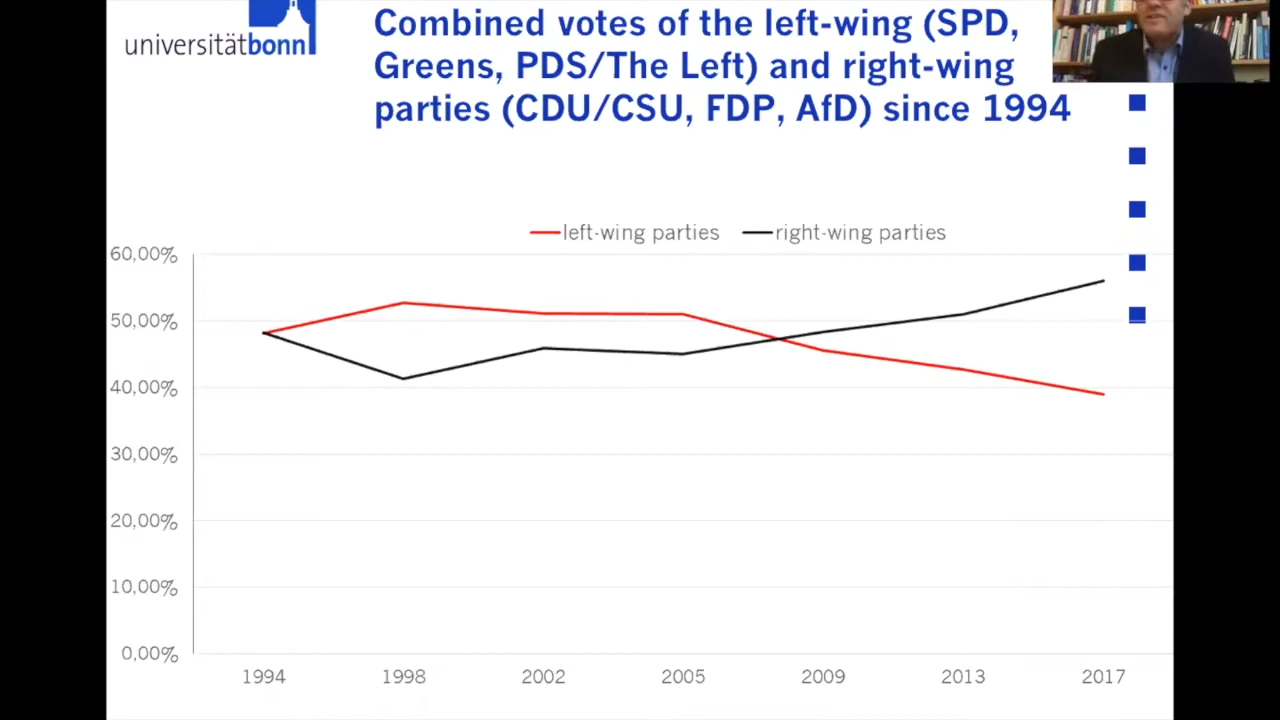 universitätbonn
Combined votes of the left-wing (SPD,
Greens, PDS/The Left) and right-wing
parties (CDU/CSU, FDP, AfD) since 1994
left-wing parties
right-wing parties
60,00%
50,00%
40,00%
30,00%
20,00%
10,00%
0,00%
1994 1998 2002 2005 2009 2013 2017